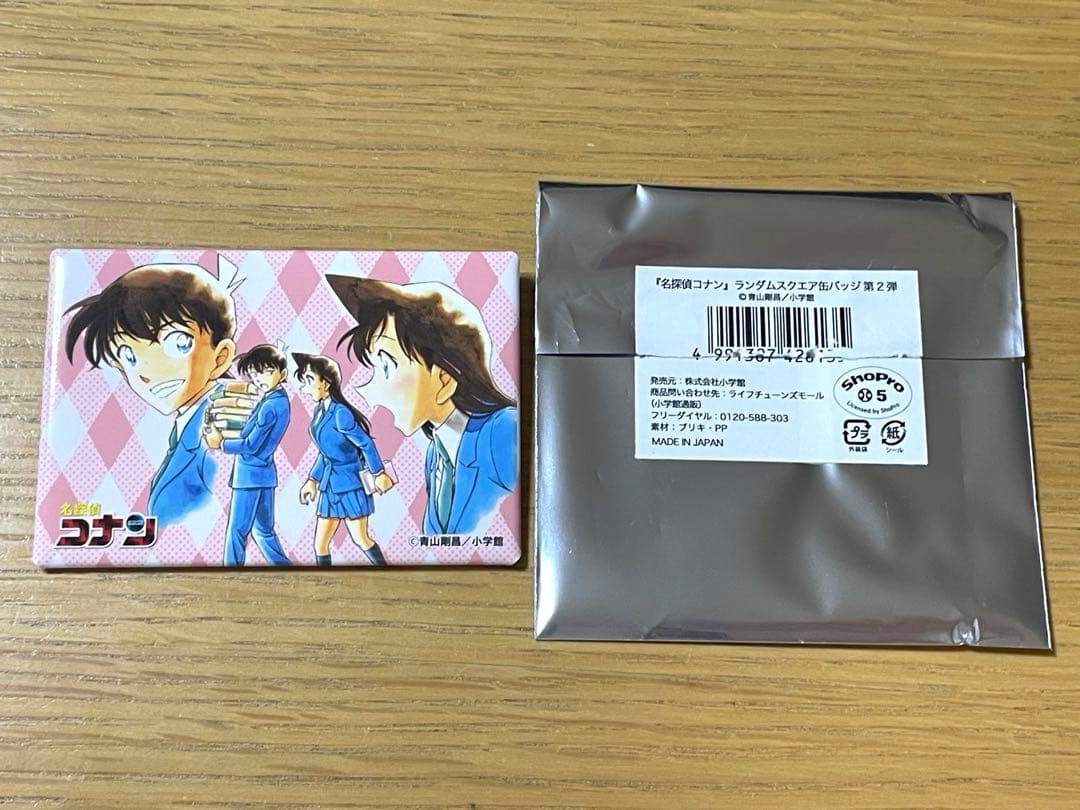 名探偵
コナン
©青山剛昌／小学館
『名探偵コナン』ランダムスクエア缶バッジ 第2弾
©青山剛昌／小学館
発売元：株式会社小学館
商品問い合わせ先：ライフチューンズモール
(小学館通販)
フリーダイヤル：0120-588-303
素材：ブリキ・PP
MADE IN JAPAN
ShoPro
5
Licensed by ShoPro
プラ
外装袋
紙
シール